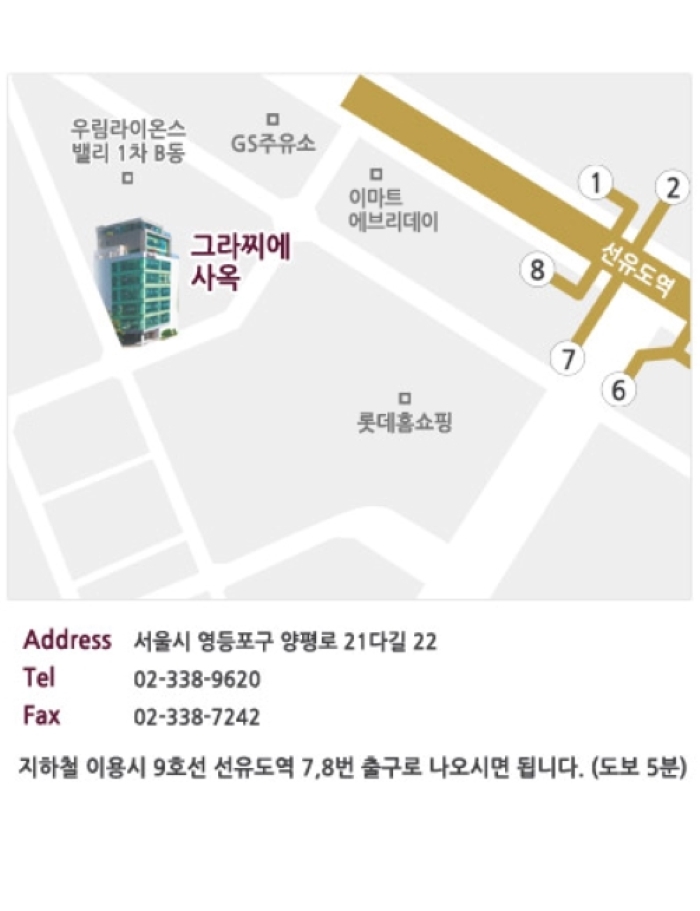 우림라이온스
밸리 1차 B동
GS주유소
이마트
에브리데이
그라찌에
사옥
1
2
선유도역
8
7
6
롯데홈쇼핑
Address 서울시 영등포구 양평로 21다길 22
Tel 02-338-9620
Fax 02-338-7242
지하철 이용시 9호선 선유도역 7,8번 출구로 나오시면 됩니다. (도보 5분)